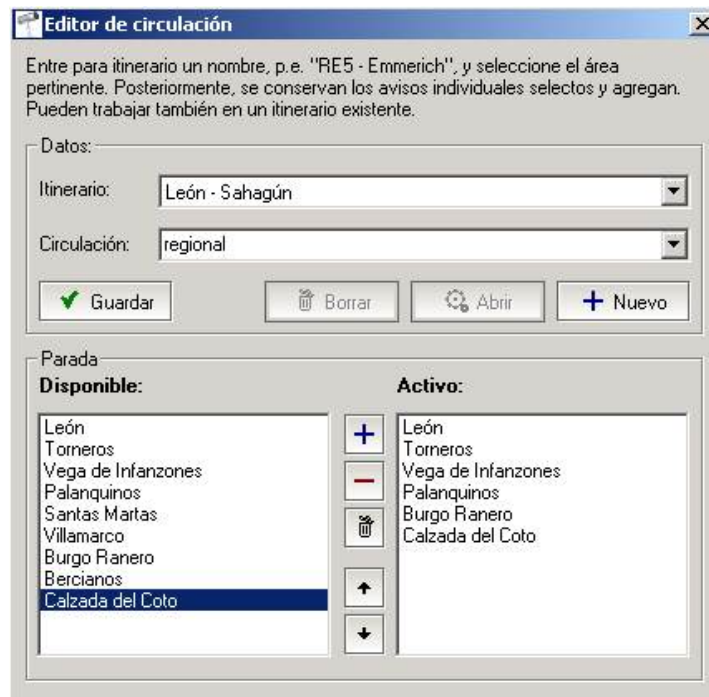 Editor de circulación
Entre para itinerario un nombre, p.e. "RE5 - Emmerich", y seleccione el área
pertinente. Posteriormente, se conservan los avisos individuales selectos y agregan.
Pueden trabajar también en un itinerario existente.
Datos:
Itinerario: León - Sahagún
Circulación: regional
Guardar Borrar Abrir Nuevo
Parada
Disponible: Activo:
León
Torneros
Vega de Infanzones
Palanquinos
Santas Martas
Villamarco
Burgo Ranero
Bercianos
Calzada del Coto
León
Torneros
Vega de Infanzones
Palanquinos
Burgo Ranero
Calzada del Coto